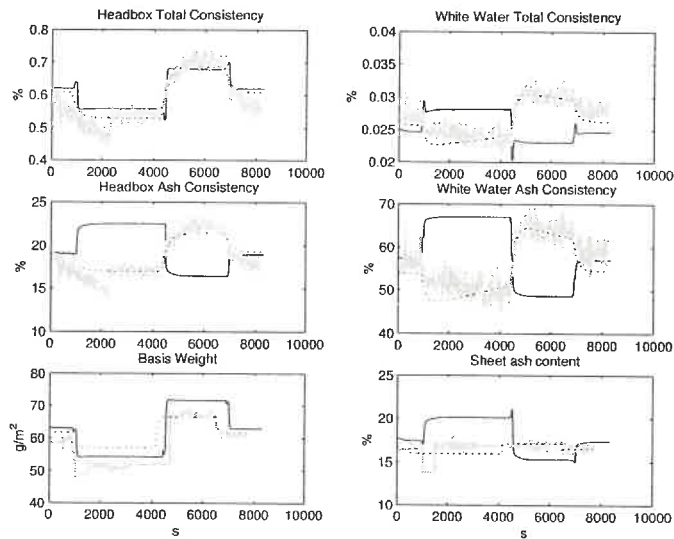 Headbox Total Consistency
White Water Total Consistency
0.8
0.7
0.6
0.5
0.4
%
0 2000 4000 6000 8000 10000
0.04
0.035
0.03
0.025
0.02
%
0 2000 4000 6000 8000 10000
Headbox Ash Consistency
White Water Ash Consistency
25
20
15
10
%
0 2000 4000 6000 8000 10000
70
60
50
40
%
0 2000 4000 6000 8000 10000
Basis Weight
Sheet ash content
80
70
60
50
40
g/m²
0 2000 4000 6000 8000 10000
s
25
20
15
10
%
0 2000 4000 6000 8000 10000
s